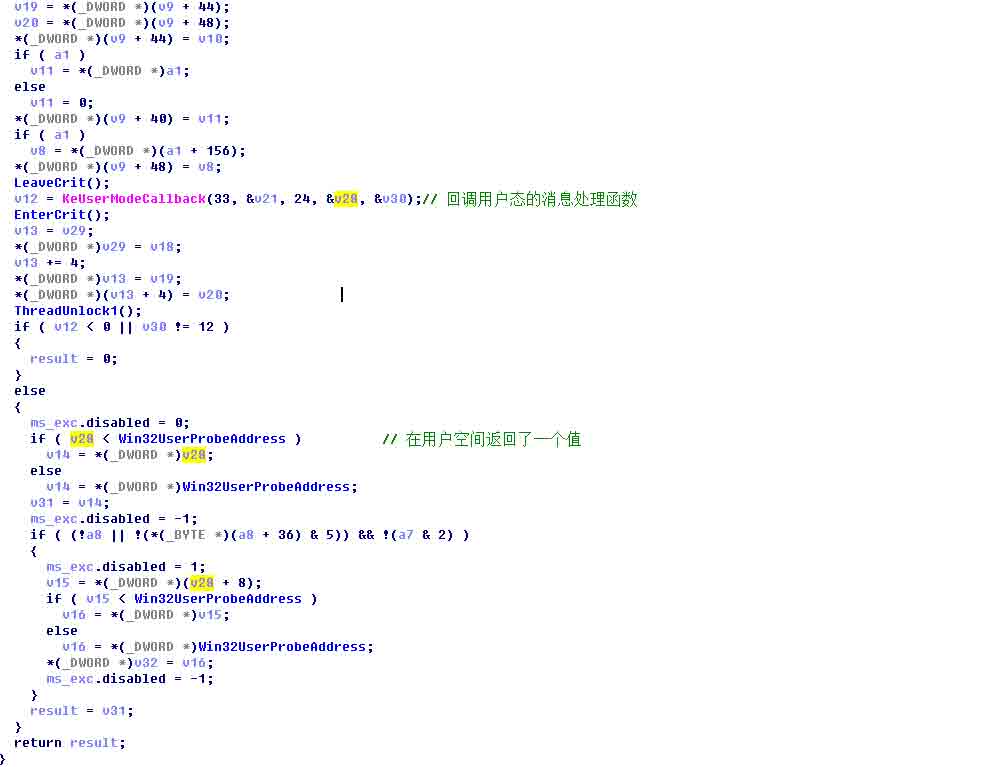 v19 = *(_DWORD *)(v9 + 44);
v20 = *(_DWORD *)(v9 + 48);
*(_DWORD *)(v9 + 44) = v10;
if ( a1 )
v11 = *(_DWORD *)a1;
else
v11 = 0;
*(_DWORD *)(v9 + 40) = v11;
if ( a1 )
v8 = *(_DWORD *)(a1 + 156);
*(_DWORD *)(v9 + 48) = v8;
LeaveCrit();
v12 = KeUserModeCallback(33, &v21, 24, &v28, &v30);// 回调用户态的消息处理函数
EnterCrit();
v13 = v29;
*(_DWORD *)v29 = v18;
v13 += 4;
*(_DWORD *)v13 = v19;
*(_DWORD *)(v13 + 4) = v20;
ThreadUnlock1();
if ( v12 < 0 || v30 != 12 )
{
result = 0;
}
else
{
ms_exc.disabled = 0;
if ( v28 < Win32UserProbeAddress ) // 在用户空间返回了一个值
v14 = *(_DWORD *)v28;
else
v14 = *(_DWORD *)Win32UserProbeAddress;
v31 = v14;
ms_exc.disabled = -1;
if ( (!a8 || !(*(_BYTE *)(a8 + 36) & 5)) && !(a7 & 2) )
{
ms_exc.disabled = 1;
v15 = *(_DWORD *)(v28 + 8);
if ( v15 < Win32UserProbeAddress )
v16 = *(_DWORD *)v15;
else
v16 = *(_DWORD *)Win32UserProbeAddress;
*(_DWORD *)v32 = v16;
ms_exc.disabled = -1;
}
result = v31;
}
return result;
}